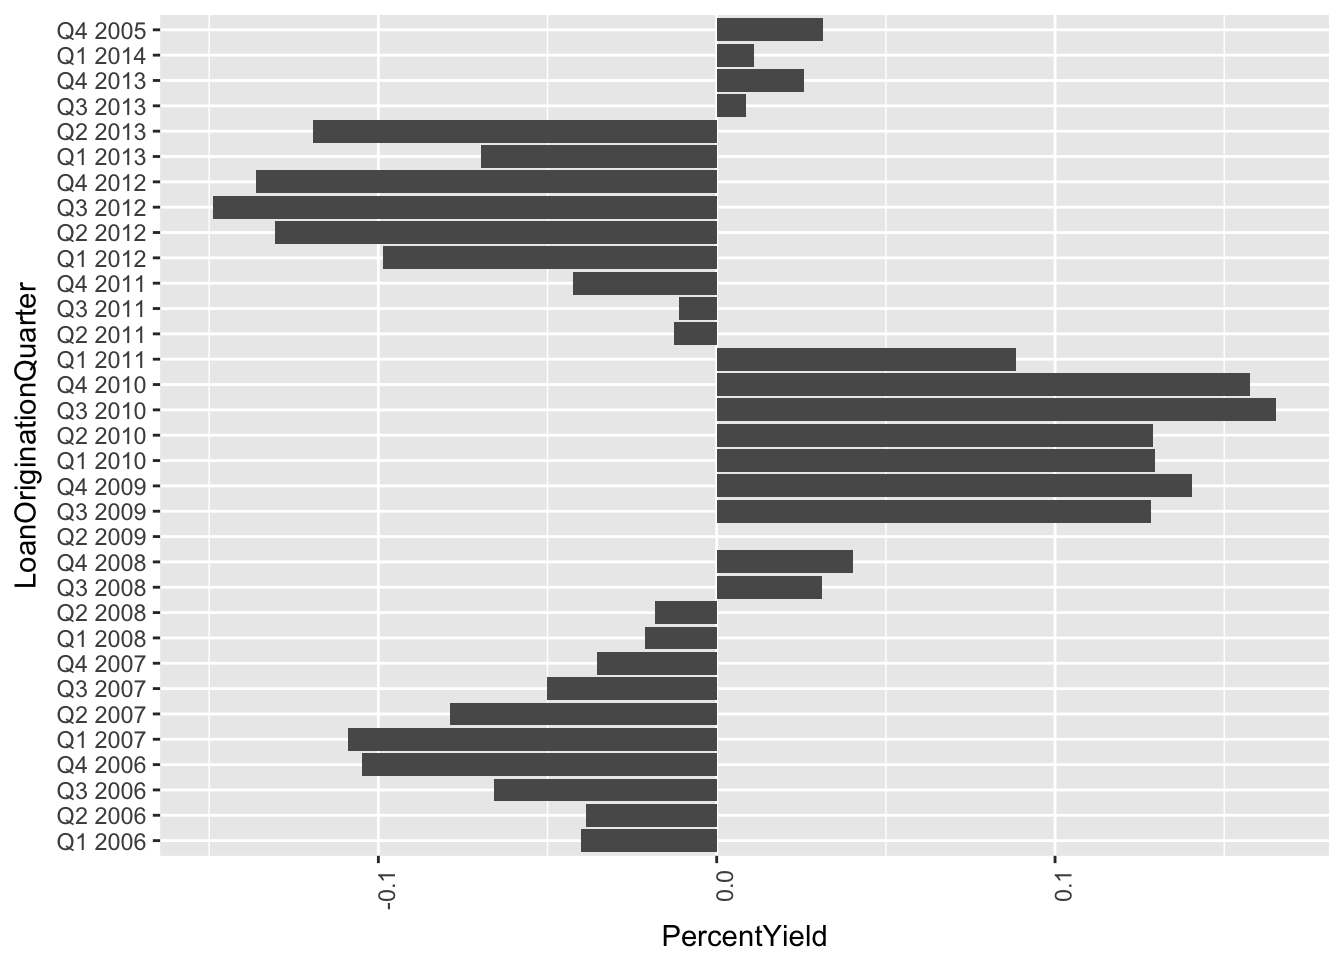 Q4 2005
Q1 2014
Q4 2013
Q3 2013
Q2 2013
Q1 2013
Q4 2012
Q3 2012
Q2 2012
Q1 2012
Q4 2011
Q3 2011
Q2 2011
Q1 2011
Q4 2010
Q3 2010
Q2 2010
Q1 2010
Q4 2009
Q3 2009
Q2 2009
Q4 2008
Q3 2008
Q2 2008
Q1 2008
Q4 2007
Q3 2007
Q2 2007
Q1 2007
Q4 2006
Q3 2006
Q2 2006
Q1 2006
LoanOriginationQuarter
-0.1
0.0
0.1
PercentYield